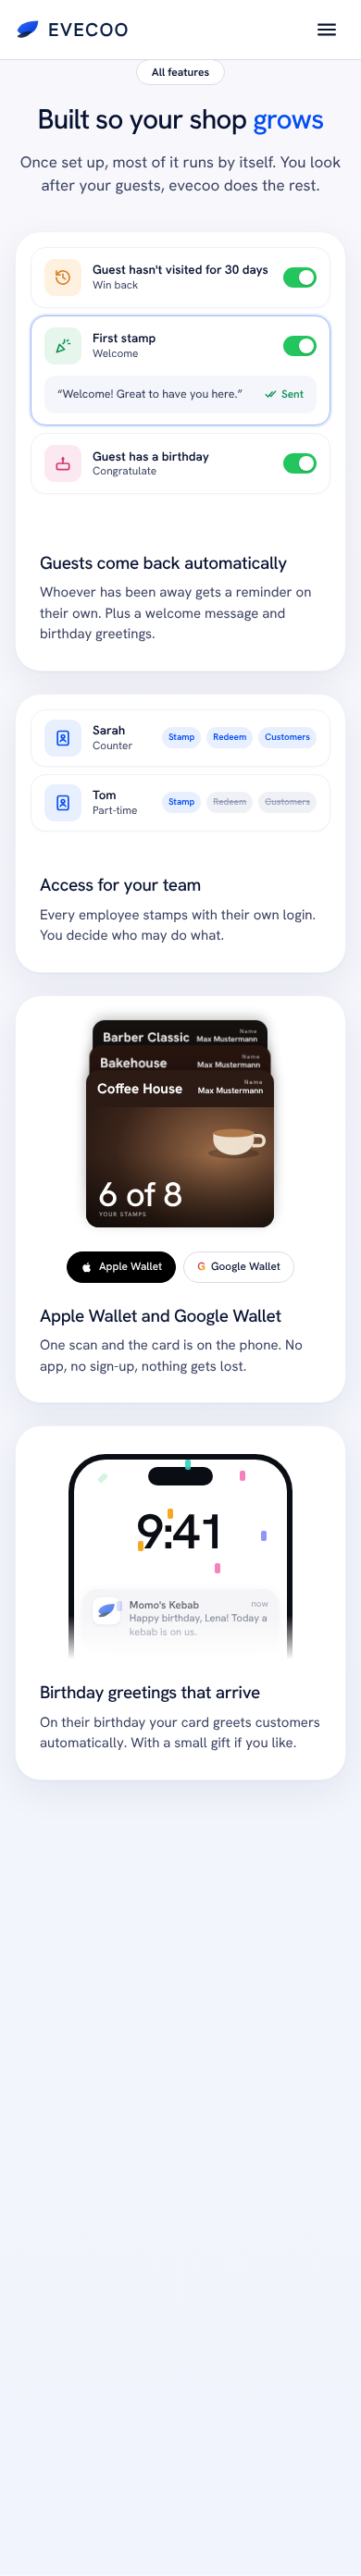 EVECOO
All features
Built so your shop grows
Once set up, most of it runs by itself. You look
after your guests, evecoo does the rest.
Guest hasn't visited for 30 days
Win back
First stamp
Welcome
“Welcome! Great to have you here.”
Sent
Guest has a birthday
Congratulate
Guests come back automatically
Whoever has been away gets a reminder on
their own. Plus a welcome message and
birthday greetings.
Sarah
Counter
Stamp
Redeem
Customers
Tom
Part-time
Stamp
Redeem
Customers
Access for your team
Every employee stamps with their own login.
You decide who may do what.
Barber Classic
Name
Max Mustermann
Bakehouse
Name
Max Mustermann
Coffee House
Name
Max Mustermann
6 of 8
YOUR STAMPS
Apple Wallet
G Google Wallet
Apple Wallet and Google Wallet
One scan and the card is on the phone. No
app, no sign-up, nothing gets lost.
9:41
Momo's Kebab
now
Happy birthday, Lena! Today a
kebab is on us.
Birthday greetings that arrive
On their birthday your card greets customers
automatically. With a small gift if you like.